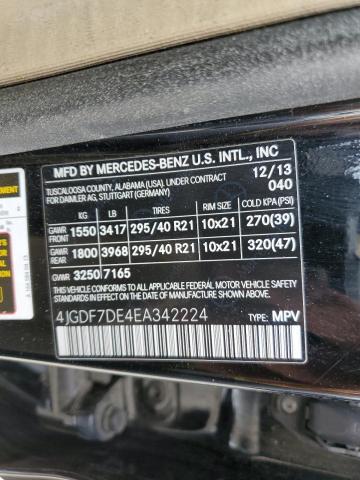 MFD BY MERCEDES-BENZ U.S. INTL., INC
TUSCALOOSA COUNTY, ALABAMA (USA). UNDER CONTRACT
FOR DAIMLER AG, STUTTGART (GERMANY)
12/13
040
KG LB TIRES RIM SIZE COLD KPA (PSI)
GAWR FRONT 1550 3417 295/40 R21 10x21 270(39)
GAWR REAR 1800 3968 295/40 R21 10x21 320(47)
3250 7165
THIS VEHICLE CONFORMS TO ALL APPLICABLE FEDERAL MOTOR VEHICLE SAFETY
STANDARDS IN EFFECT ON THE DATE OF MANUFACTURE SHOWN ABOVE.
4JGDF7DE4EA342224
TYPE: MPV